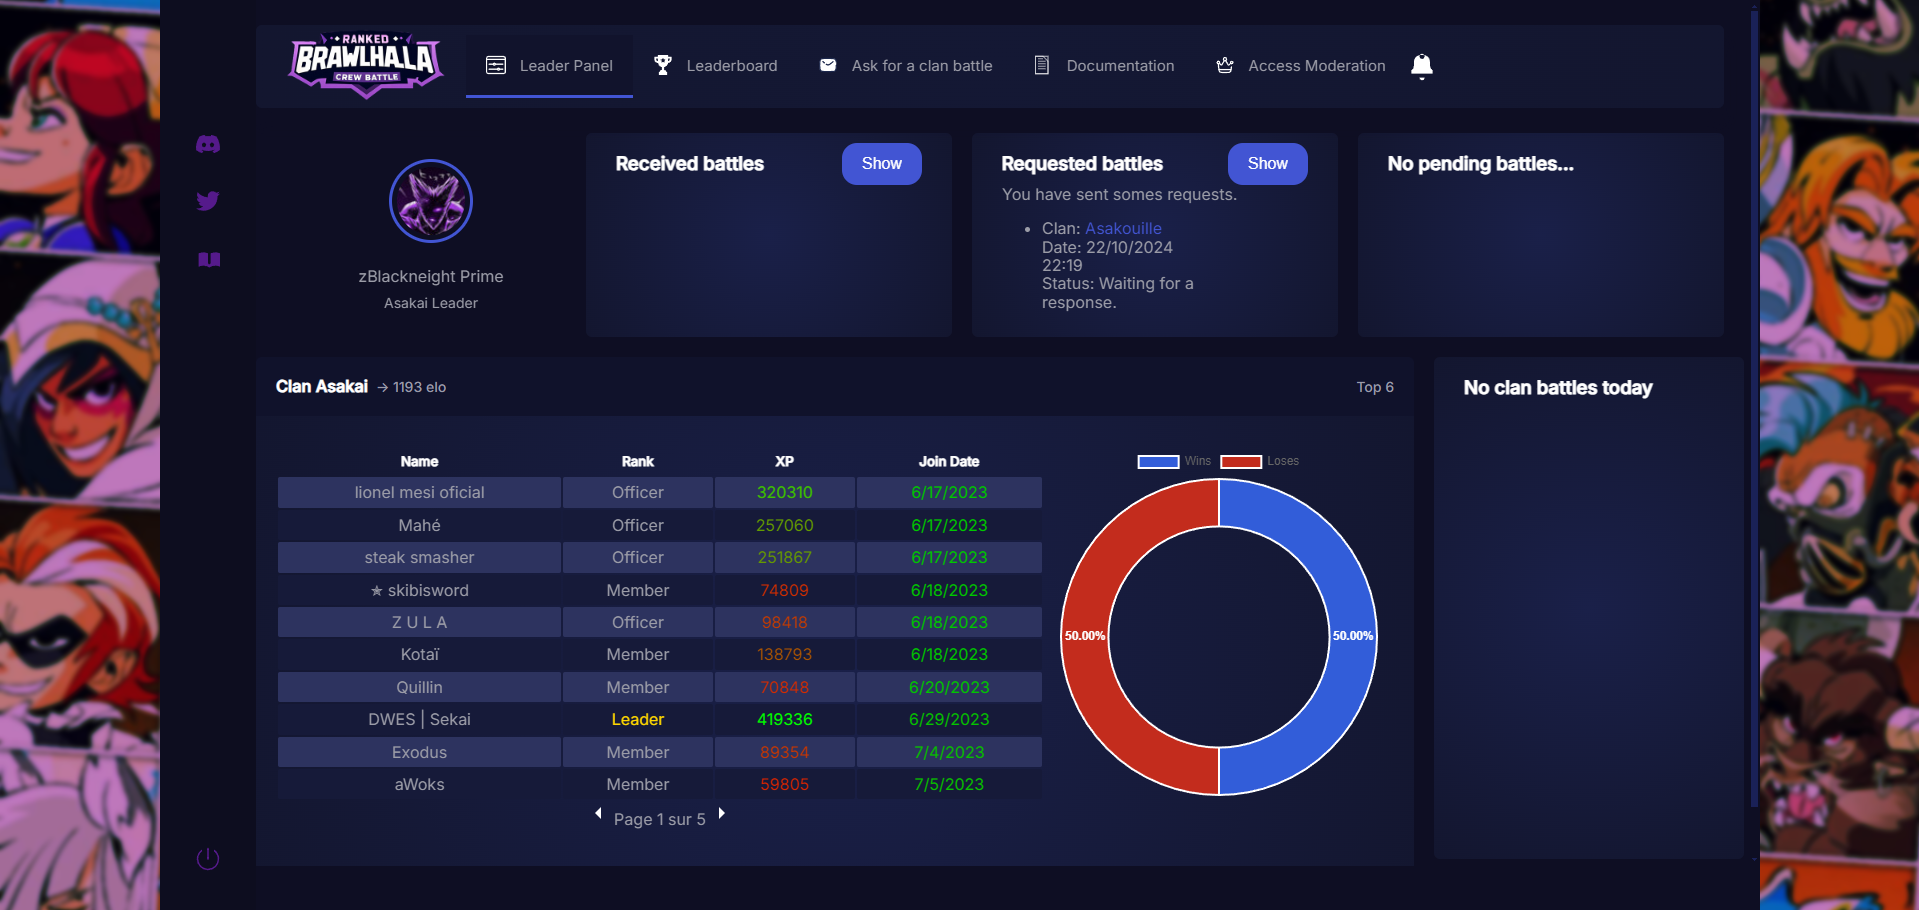 RANKED
BRAWLHALLA
CREW BATTLE
Leader Panel
Leaderboard
Ask for a clan battle
Documentation
Access Moderation
zBlackneight Prime
Asakai Leader
Received battles
Show
Requested battles
Show
You have sent somes requests.
• Clan: Asakouille
Date: 22/10/2024
22:19
Status: Waiting for a
response.
No pending battles...
Clan Asakai → 1193 elo
Top 6
Name Rank XP Join Date
lionel mesi oficial Officer 320310 6/17/2023
Mahé Officer 257060 6/17/2023
steak smasher Officer 251867 6/17/2023
★ skibisword Member 74809 6/18/2023
Z U L A Officer 98418 6/18/2023
Kotaï Member 138793 6/18/2023
Quillin Member 70848 6/20/2023
DWES | Sekai Leader 419336 6/29/2023
Exodus Member 89354 7/4/2023
aWoks Member 59805 7/5/2023
Page 1 sur 5
Wins Loses
50.00% 50.00%
No clan battles today